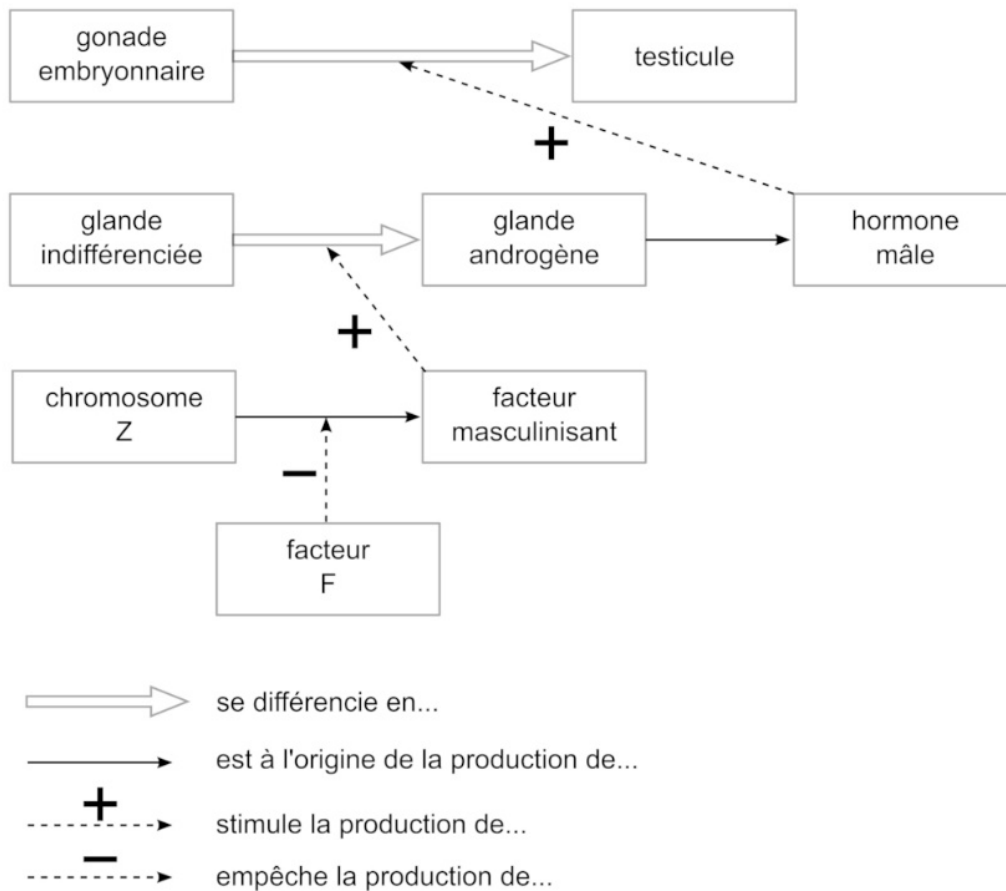 gonade
embryonnaire
testicule
+
glande
indifférenciée
glande
androgène
hormone
mâle
+
chromosome
Z
facteur
masculinisant
−
facteur
F
se différencie en...
est à l'origine de la production de...
+
stimule la production de...
−
empêche la production de...